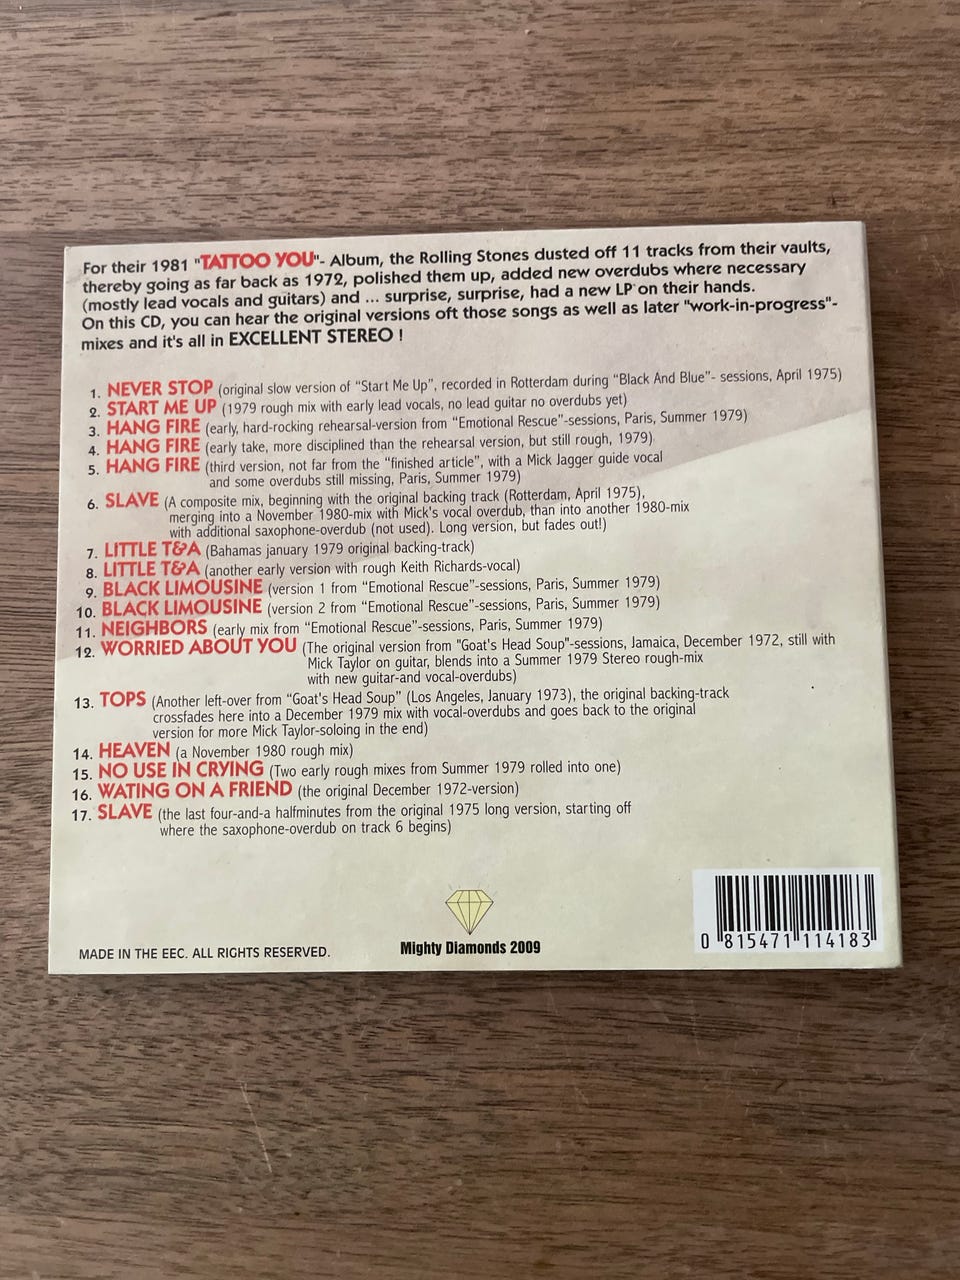 For their 1981 "TATTOO YOU"- Album, the Rolling Stones dusted off 11 tracks from their vaults,
thereby going as far back as 1972, polished them up, added new overdubs where necessary
(mostly lead vocals and guitars) and ... surprise, surprise, had a new LP on their hands.
On this CD, you can hear the original versions oft those songs as well as later "work-in-progress"-
mixes and it's all in EXCELLENT STEREO !
1. NEVER STOP (original slow version of "Start Me Up", recorded in Rotterdam during "Black And Blue"- sessions, April 1975)
2. START ME UP (1979 rough mix with early lead vocals, no lead guitar no overdubs yet)
3. HANG FIRE (early, hard-rocking rehearsal-version from "Emotional Rescue"-sessions, Paris, Summer 1979)
4. HANG FIRE (early take, more disciplined than the rehearsal version, but still rough, 1979)
5. HANG FIRE (third version, not far from the "finished article", with a Mick Jagger guide vocal
and some overdubs still missing, Paris, Summer 1979)
6. SLAVE (A composite mix, beginning with the original backing track (Rotterdam, April 1975),
merging into a November 1980-mix with Mick's vocal overdub, than into another 1980-mix
with additional saxophone-overdub (not used). Long version, but fades out!)
7. LITTLE T&A (Bahamas january 1979 original backing-track)
8. LITTLE T&A (another early version with rough Keith Richards-vocal)
9. BLACK LIMOUSINE (version 1 from "Emotional Rescue"-sessions, Paris, Summer 1979)
10. BLACK LIMOUSINE (version 2 from "Emotional Rescue"-sessions, Paris, Summer 1979)
11. NEIGHBORS (early mix from "Emotional Rescue"-sessions, Paris, Summer 1979)
12. WORRIED ABOUT YOU (The original version from "Goat's Head Soup"-sessions, Jamaica, December 1972, still with
Mick Taylor on guitar, blends into a Summer 1979 Stereo rough-mix
with new guitar-and vocal-overdubs)
13. TOPS (Another left-over from "Goat's Head Soup" (Los Angeles, January 1973), the original backing-track
crossfades here into a December 1979 mix with vocal-overdubs and goes back to the original
version for more Mick Taylor-soloing in the end)
14. HEAVEN (a November 1980 rough mix)
15. NO USE IN CRYING (Two early rough mixes from Summer 1979 rolled into one)
16. WATING ON A FRIEND (the original December 1972-version)
17. SLAVE (the last four-and-a halfminutes from the original 1975 long version, starting off
where the saxophone-overdub on track 6 begins)
MADE IN THE EEC. ALL RIGHTS RESERVED.
Mighty Diamonds 2009
0 815471 114183